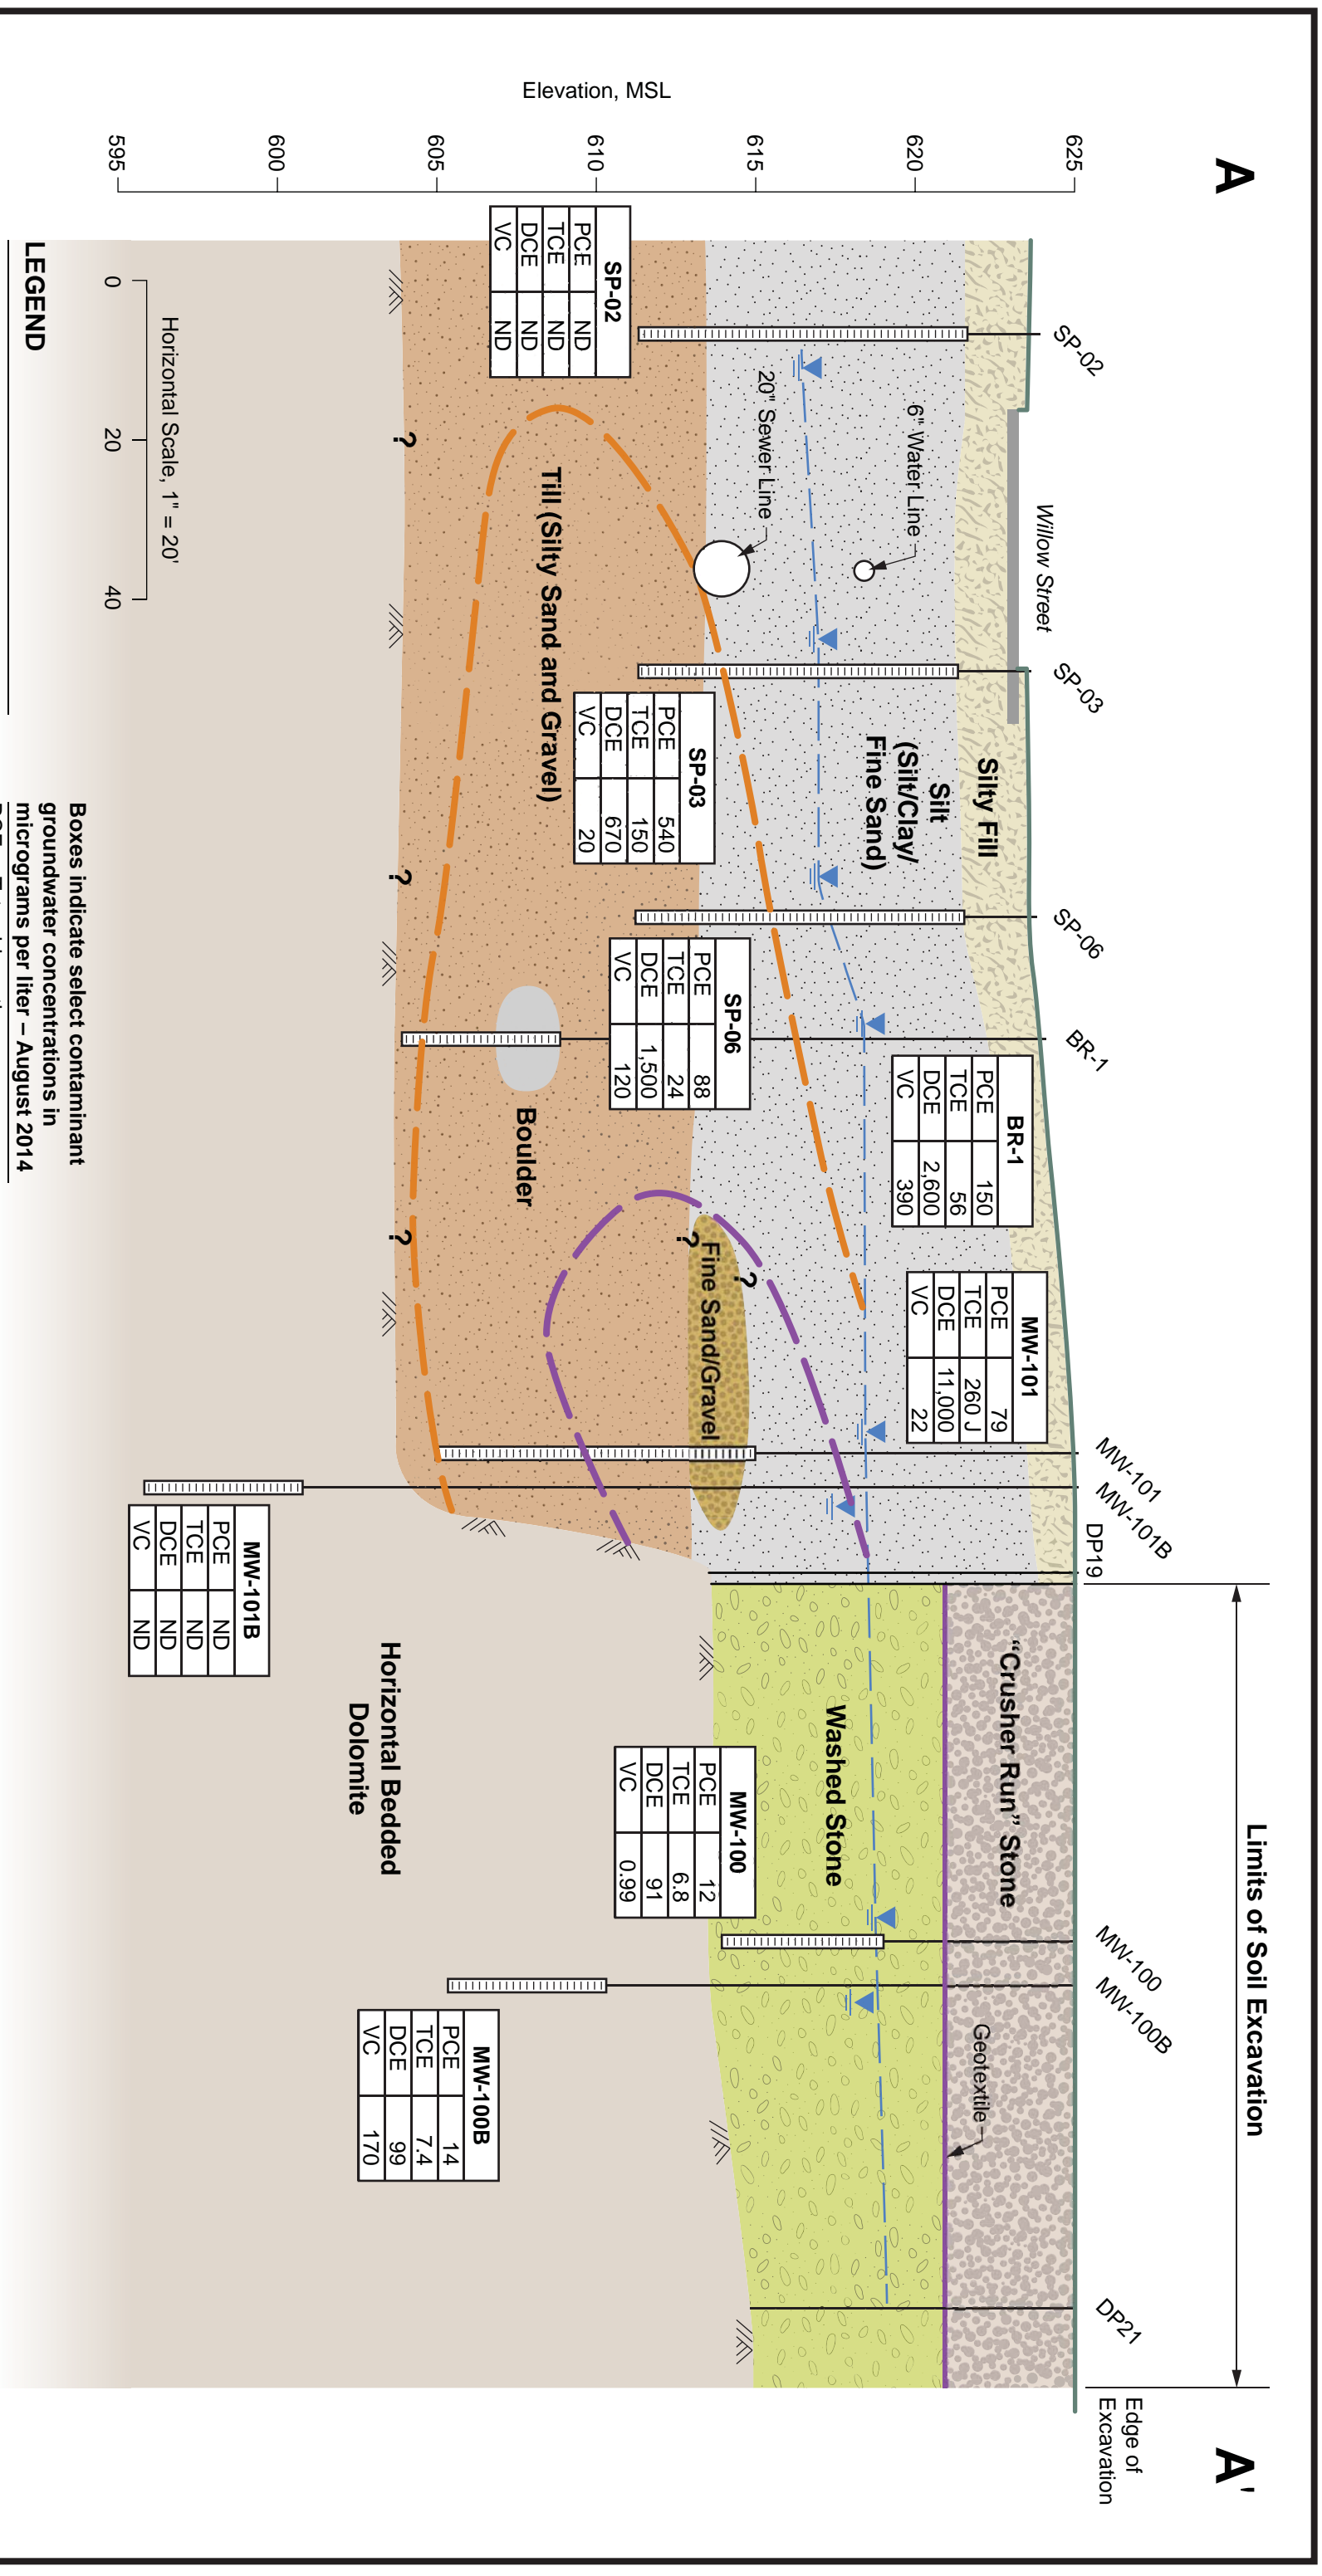 A
A'
Limits of Soil Excavation
Edge of
Excavation
SP-02
Willow Street
SP-03
SP-06
BR-1
MW-101
MW-101B
DP19
MW-100
MW-100B
DP21
Elevation, MSL
625
620
615
610
605
600
595
6" Water Line
20" Sewer Line
Silty Fill
Silt
(Silt/Clay/
Fine Sand)
"Crusher Run" Stone
Geotextile
Washed Stone
Fine Sand/Gravel
Till (Silty Sand and Gravel)
Boulder
Horizontal Bedded
Dolomite
?
?
?
?
?
SP-02
PCE ND
TCE ND
DCE ND
VC ND
SP-03
PCE 540
TCE 150
DCE 670
VC 20
SP-06
PCE 88
TCE 24
DCE 1,500
VC 120
BR-1
PCE 150
TCE 56
DCE 2,600
VC 390
MW-101
PCE 79
TCE 260 J
DCE 11,000
VC 22
MW-101B
PCE ND
TCE ND
DCE ND
VC ND
MW-100
PCE 12
TCE 6.8
DCE 91
VC 0.99
MW-100B
PCE 14
TCE 7.4
DCE 99
VC 170
Horizontal Scale, 1" = 20'
0 20 40
LEGEND
Boxes indicate select contaminant
groundwater concentrations in
micrograms per liter – August 2014